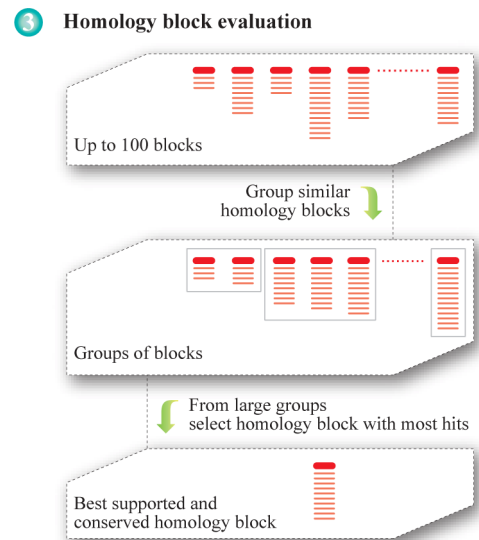 3 Homology block evaluation
Up to 100 blocks
Group similar
homology blocks
Groups of blocks
From large groups
select homology block with most hits
Best supported and
conserved homology block